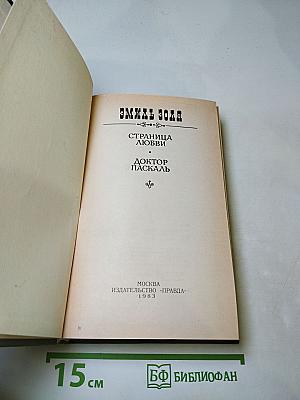 ЭМИЛЬ ЗОЛЯ
СТРАНИЦА
ЛЮБВИ
ДОКТОР
ПАСКАЛЬ
МОСКВА
ИЗДАТЕЛЬСТВО «ПРАВДА»
1983
15 см
БФ БИБЛИОФАН